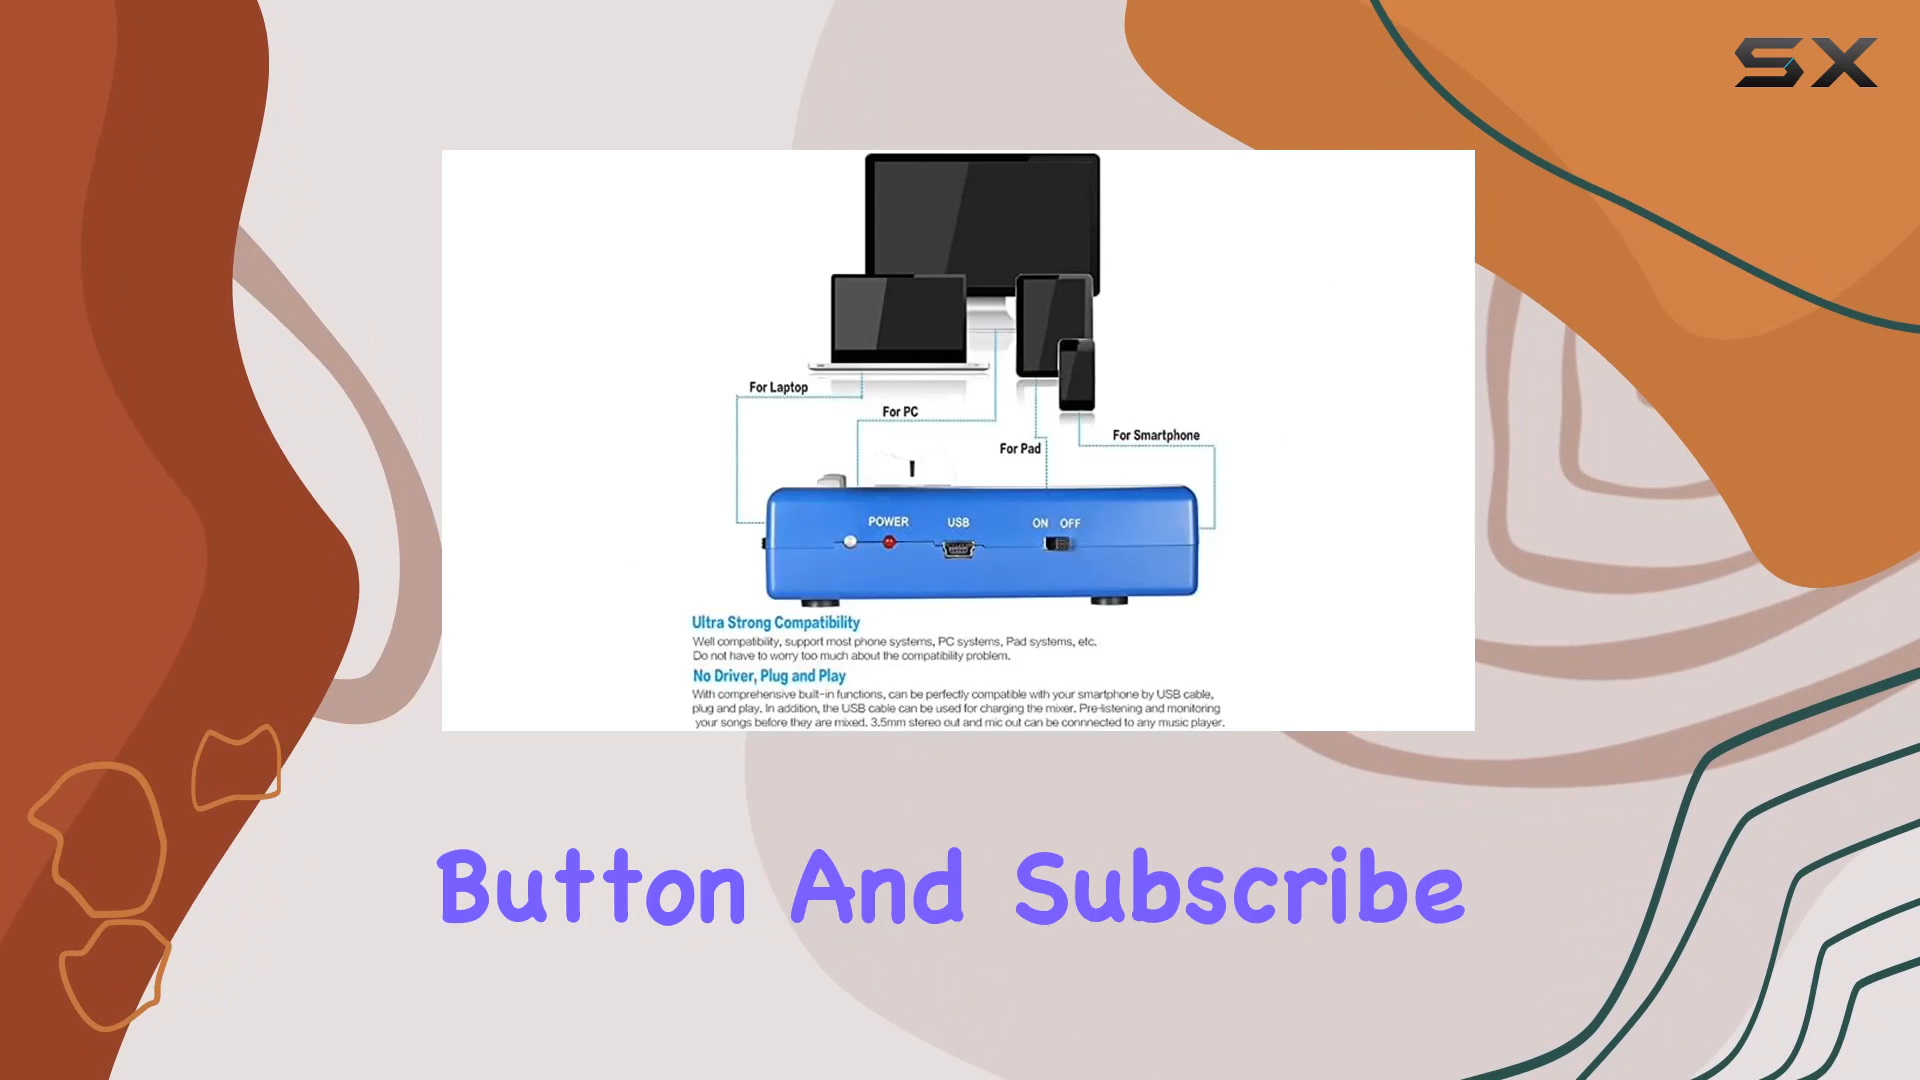 SX
For Laptop
For PC
For Pad
For Smartphone
POWER USB ON OFF
Ultra Strong Compatibility
Well compatibility, support most phone systems, PC systems, Pad systems, etc.
Do not have to worry too much about the compatibility problem.
No Driver, Plug and Play
With comprehensive built-in functions, can be perfectly compatible with your smartphone by USB cable,
plug and play. In addition, the USB cable can be used for charging the mixer. Pre-listening and monitoring
your songs before they are mixed. 3.5mm stereo out and mic out can be connnected to any music player.
Button And Subscribe